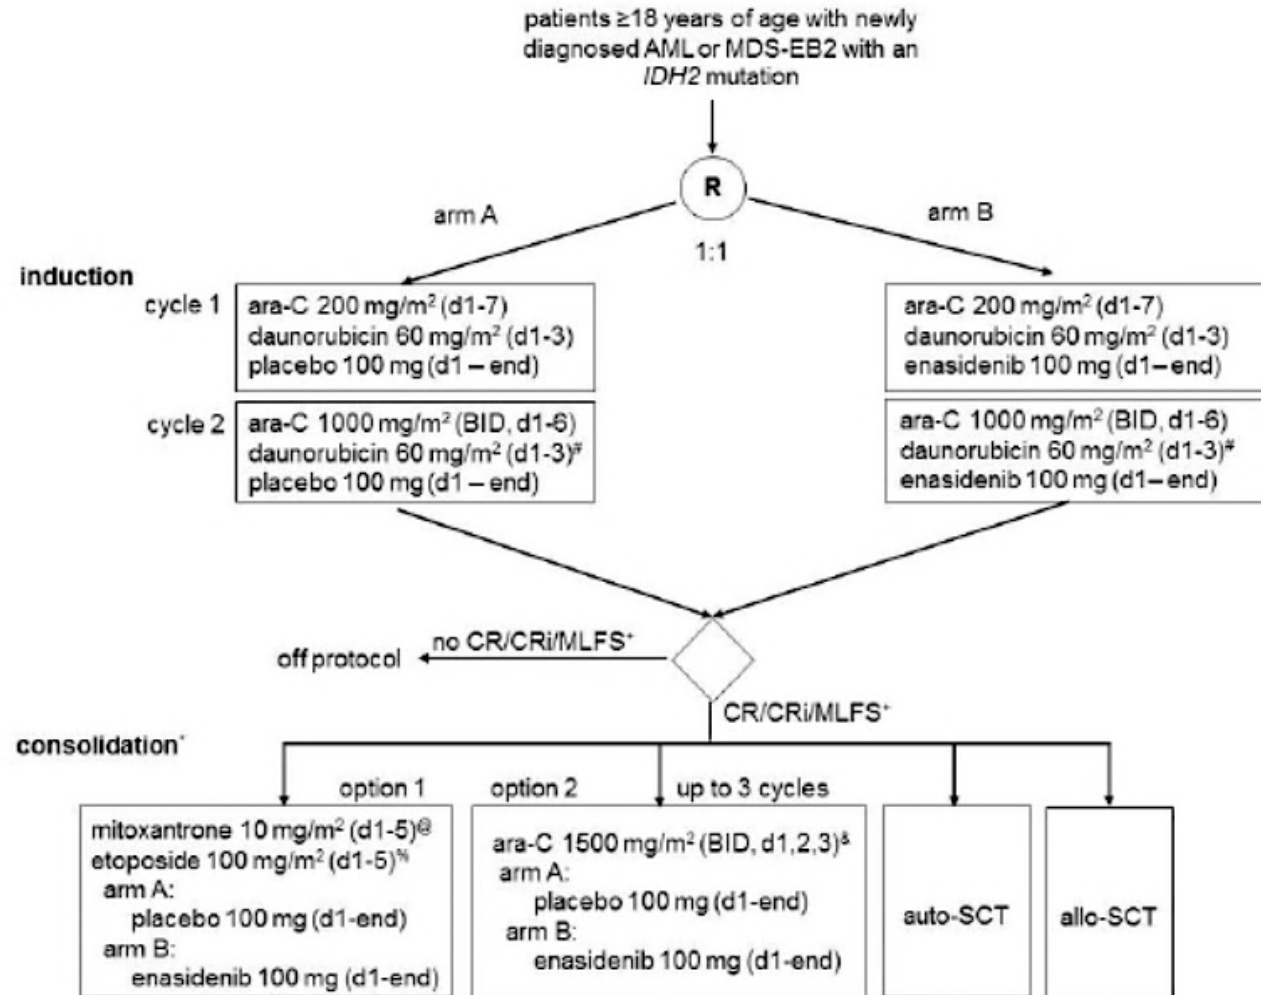 patients ≥18 years of age with newly
diagnosed AML or MDS-EB2 with an
IDH2 mutation
R
arm A
arm B
1:1
induction
cycle 1
ara-C 200 mg/m² (d1-7)
daunorubicin 60 mg/m² (d1-3)
placebo 100 mg (d1 – end)
ara-C 200 mg/m² (d1-7)
daunorubicin 60 mg/m² (d1-3)
enasidenib 100 mg (d1– end)
cycle 2
ara-C 1000 mg/m² (BID, d1-6)
daunorubicin 60 mg/m² (d1-3)#
placebo 100 mg (d1 – end)
ara-C 1000 mg/m² (BID, d1-6)
daunorubicin 60 mg/m² (d1-3)#
enasidenib 100 mg (d1– end)
no CR/CRi/MLFS+
off protocol
CR/CRi/MLFS+
consolidation*
option 1
mitoxantrone 10 mg/m² (d1-5)@
etoposide 100 mg/m² (d1-5)%
arm A:
placebo 100 mg (d1-end)
arm B:
enasidenib 100 mg (d1-end)
option 2
up to 3 cycles
ara-C 1500 mg/m² (BID, d1,2,3)&
arm A:
placebo 100 mg (d1-end)
arm B:
enasidenib 100 mg (d1-end)
auto-SCT
allo-SCT